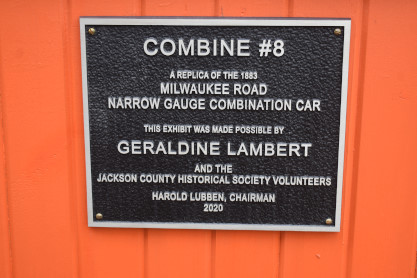 COMBINE #8
A REPLICA OF THE 1883
MILWAUKEE ROAD
NARROW GAUGE COMBINATION CAR
THIS EXHIBIT WAS MADE POSSIBLE BY
GERALDINE LAMBERT
AND THE
JACKSON COUNTY HISTORICAL SOCIETY VOLUNTEERS
HAROLD LUBBEN, CHAIRMAN
2020